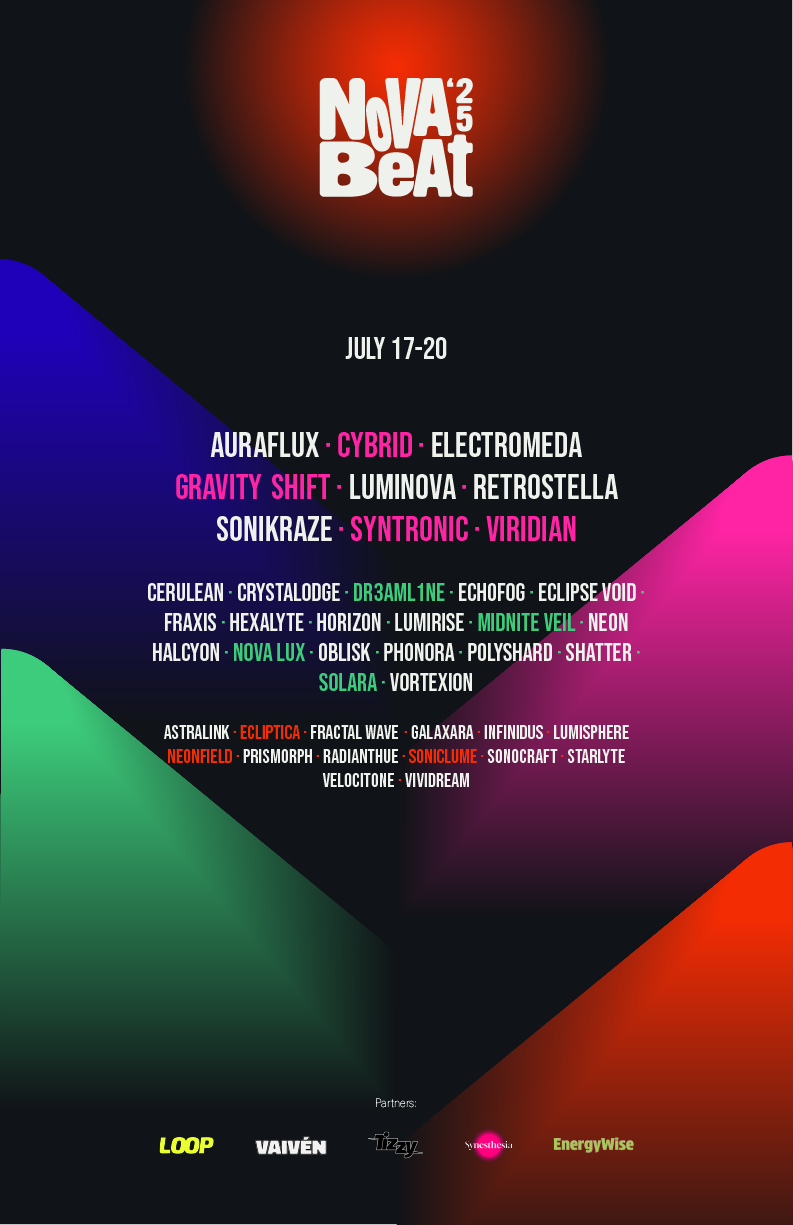 NOVA '25
BeAt
JULY 17-20
AURAFLUX · CYBRID · ELECTROMEDA
GRAVITY SHIFT · LUMINOVA · RETROSTELLA
SONIKRAZE · SYNTRONIC · VIRIDIAN
CERULEAN · CRYSTALODGE · DR3AML1NE · ECHOFOG · ECLIPSE VOID ·
FRAXIS · HEXALYTE · HORIZON · LUMIRISE · MIDNITE VEIL · NEON
HALCYON · NOVA LUX · OBLISK · PHONORA · POLYSHARD · SHATTER ·
SOLARA · VORTEXION
ASTRALINK · ECLIPTICA · FRACTAL WAVE · GALAXARA · INFINIDUS · LUMISPHERE
NEONFIELD · PRISMORPH · RADIANTHUE · SONICLUME · SONOCRAFT · STARLYTE
VELOCITONE · VIVIDREAM
Partners:
LOOP VAIVÉN Tizzy Synesthesia EnergyWise